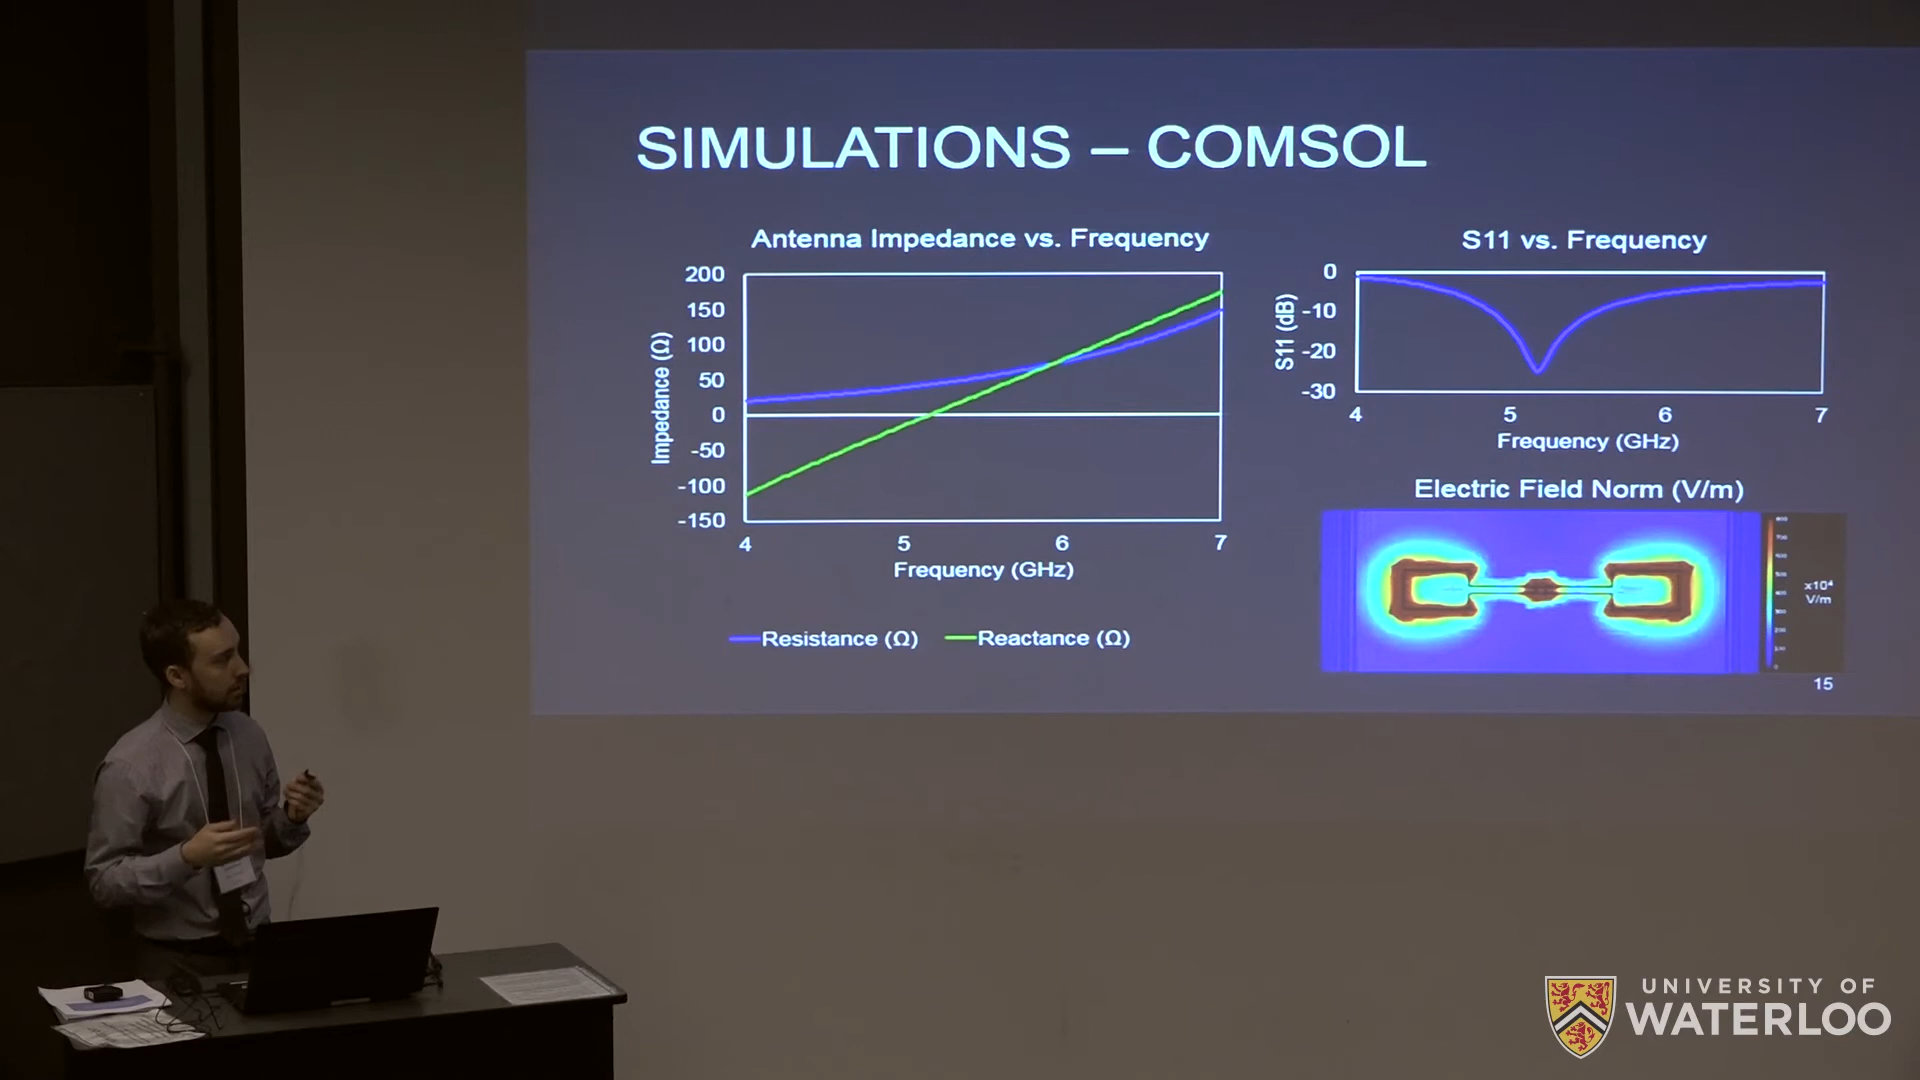 SIMULATIONS – COMSOL
Antenna Impedance vs. Frequency
200
150
100
50
0
-50
-100
-150
Impedance (Ω)
4 5 6 7
Frequency (GHz)
Resistance (Ω) Reactance (Ω)
S11 vs. Frequency
0
-10
-20
-30
S11 (dB)
4 5 6 7
Frequency (GHz)
Electric Field Norm (V/m)
x10⁴
V/m
15
UNIVERSITY OF
WATERLOO